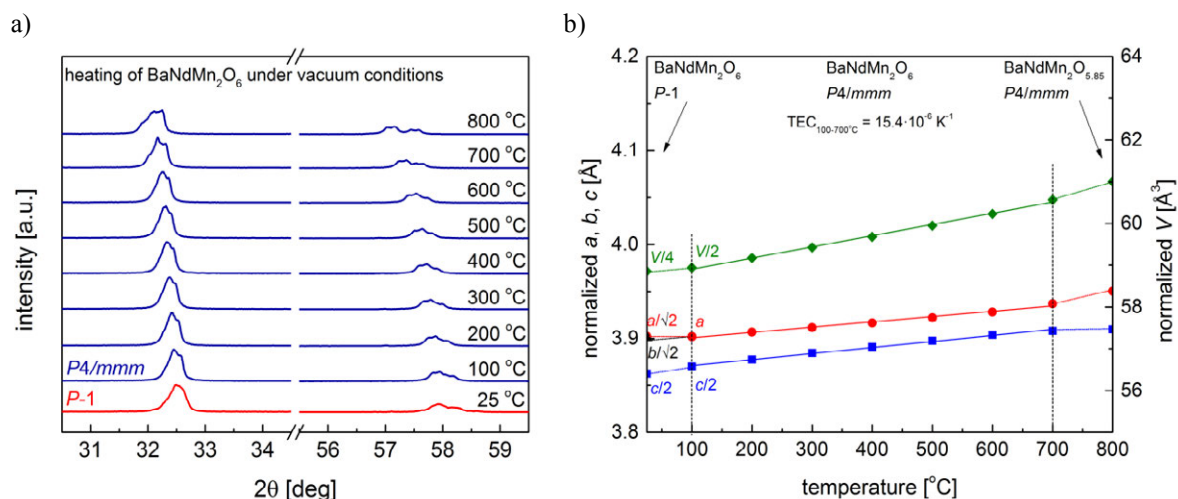 a)
heating of BaNdMn₂O₆ under vacuum conditions
800 °C
700 °C
600 °C
500 °C
400 °C
300 °C
200 °C
P4/mmm
100 °C
P-1
25 °C
intensity [a.u.]
31 32 33 34 56 57 58 59
2θ [deg]
b)
4.2
4.1
4.0
3.9
3.8
normalized a, b, c [Å]
BaNdMn₂O₆
P-1
BaNdMn₂O₆
P4/mmm
BaNdMn₂O₅.₈₅
P4/mmm
TEC₁₀₀₋₇₀₀°C = 15.4·10⁻⁶ K⁻¹
V/4
V/2
a/√2
a
b/√2
c/2
c/2
64
62
60
58
56
normalized V [Å³]
100 200 300 400 500 600 700 800
temperature [°C]